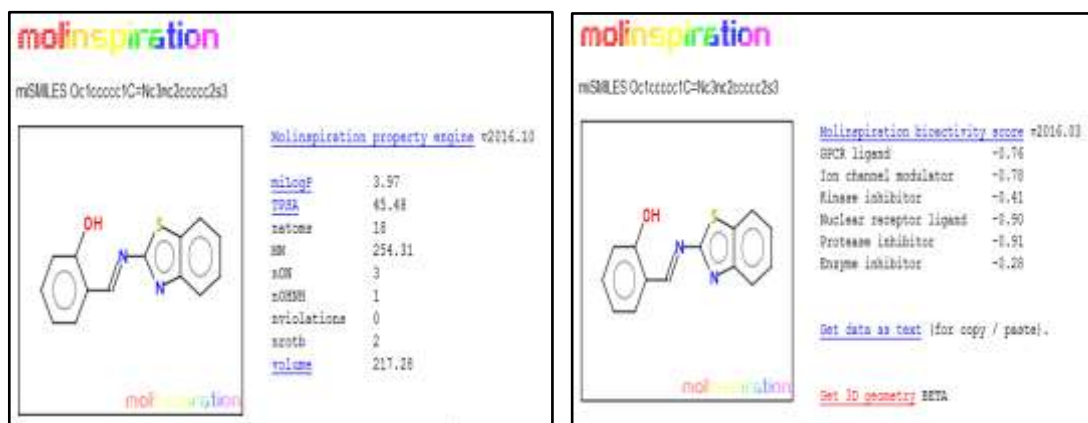 molinspiration
miSMILES Oc1ccccc1C=Nc3nc2ccccc2s3
Molinspiration property engine v2016.10
miLogP 3.97
TPSA 45.48
natoms 18
MW 254.31
nON 3
nOHNH 1
nviolations 0
nrotb 2
volume 217.28
OH
S
N
N
molinspiration
molinspiration
miSMILES Oc1ccccc1C=Nc3nc2ccccc2s3
Molinspiration bioactivity score v2016.03
GPCR ligand -0.76
Ion channel modulator -0.78
Kinase inhibitor -0.41
Nuclear receptor ligand -0.90
Protease inhibitor -0.91
Enzyme inhibitor -0.28
OH
S
N
N
Get data as text (for copy / paste).
molinspiration
Get 3D geometry BETA